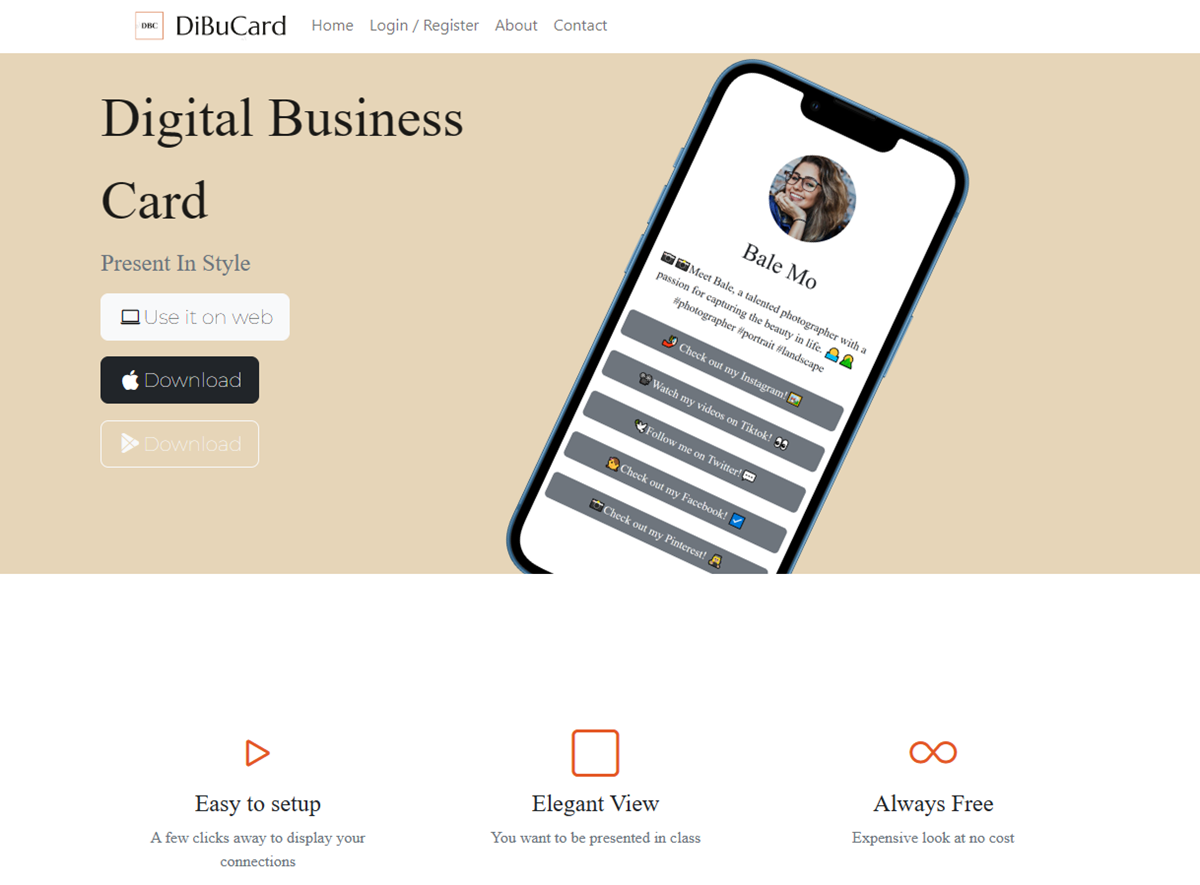 DBC DiBuCard Home Login / Register About Contact
Digital Business
Card
Present In Style
Use it on web
Download
Download
Bale Mo
📷📸Meet Bale, a talented photographer with a
passion for capturing the beauty in life.
#photographer #portrait #landscape
Check out my Instagram!
Watch my videos on Tiktok! 👀
Follow me on Twitter! 💬
Check out my Facebook! ☑️
Check out my Pinterest!
Easy to setup
A few clicks away to display your
connections
Elegant View
You want to be presented in class
Always Free
Expensive look at no cost